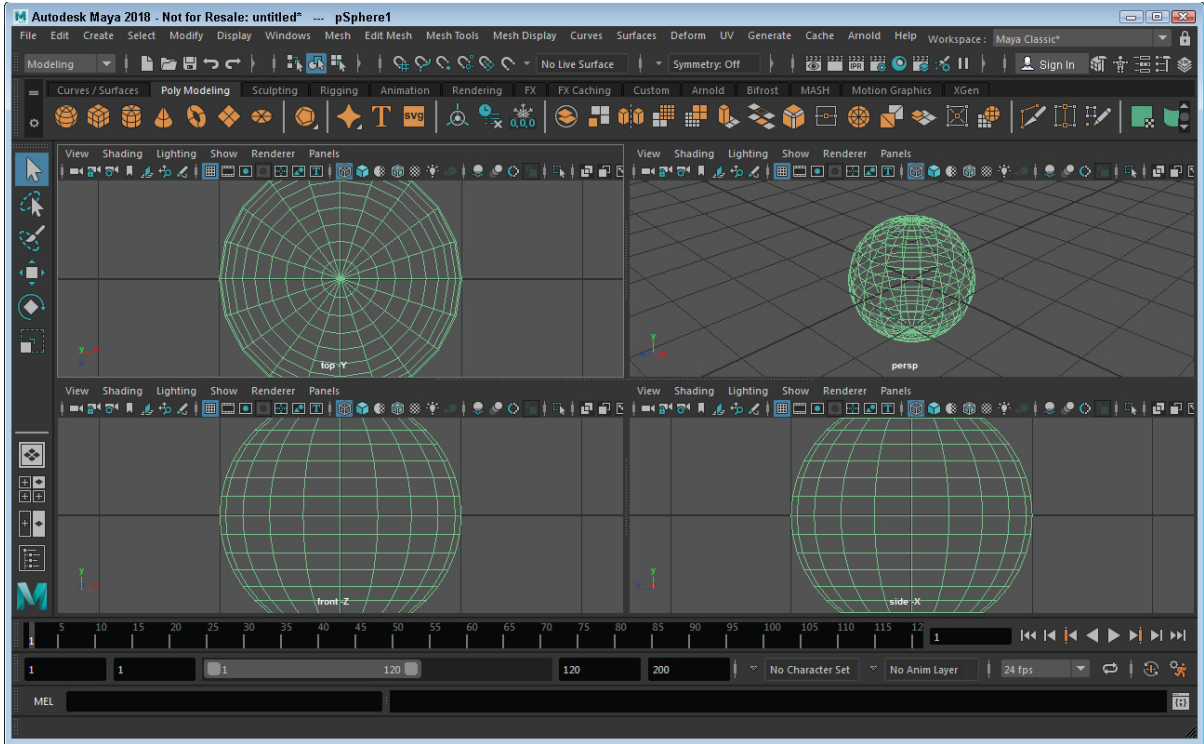 Autodesk Maya 2018 - Not for Resale: untitled* --- pSphere1
File Edit Create Select Modify Display Windows Mesh Edit Mesh Mesh Tools Mesh Display Curves Surfaces Deform UV Generate Cache Arnold Help Workspace: Maya Classic*
Modeling No Live Surface Symmetry: Off IPR Sign In
Curves / Surfaces Poly Modeling Sculpting Rigging Animation Rendering FX FX Caching Custom Arnold Bifrost MASH Motion Graphics XGen
T SVG 0,0,0
View Shading Lighting Show Renderer Panels
View Shading Lighting Show Renderer Panels
y
x
top -Y
y
x
persp
View Shading Lighting Show Renderer Panels
View Shading Lighting Show Renderer Panels
y
front -Z
y
x
side -X
M
5 10 15 20 25 30 35 40 45 50 55 60 65 70 75 80 85 90 95 100 105 110 115 12
1 1
1 1 1 120 120 200 No Character Set No Anim Layer 24 fps
MEL